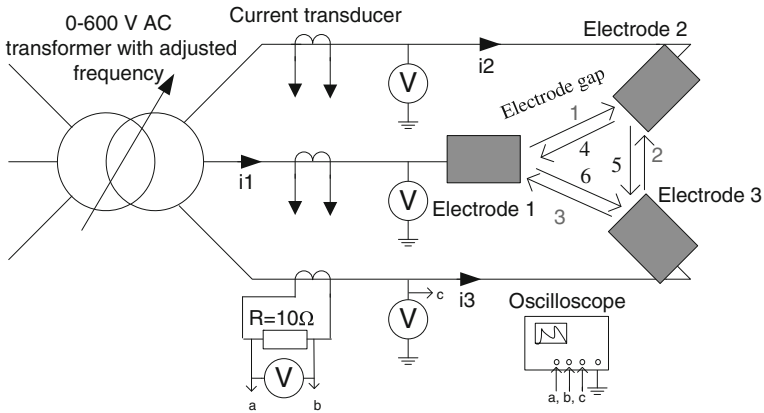 0-600 V AC
transformer with adjusted
frequency
Current transducer
Electrode 2
V
i2
Electrode gap
1
4
5
2
6
3
i1
V
Electrode 1
Electrode 3
c
i3
V
R=10Ω
V
a
b
Oscilloscope
a, b, c